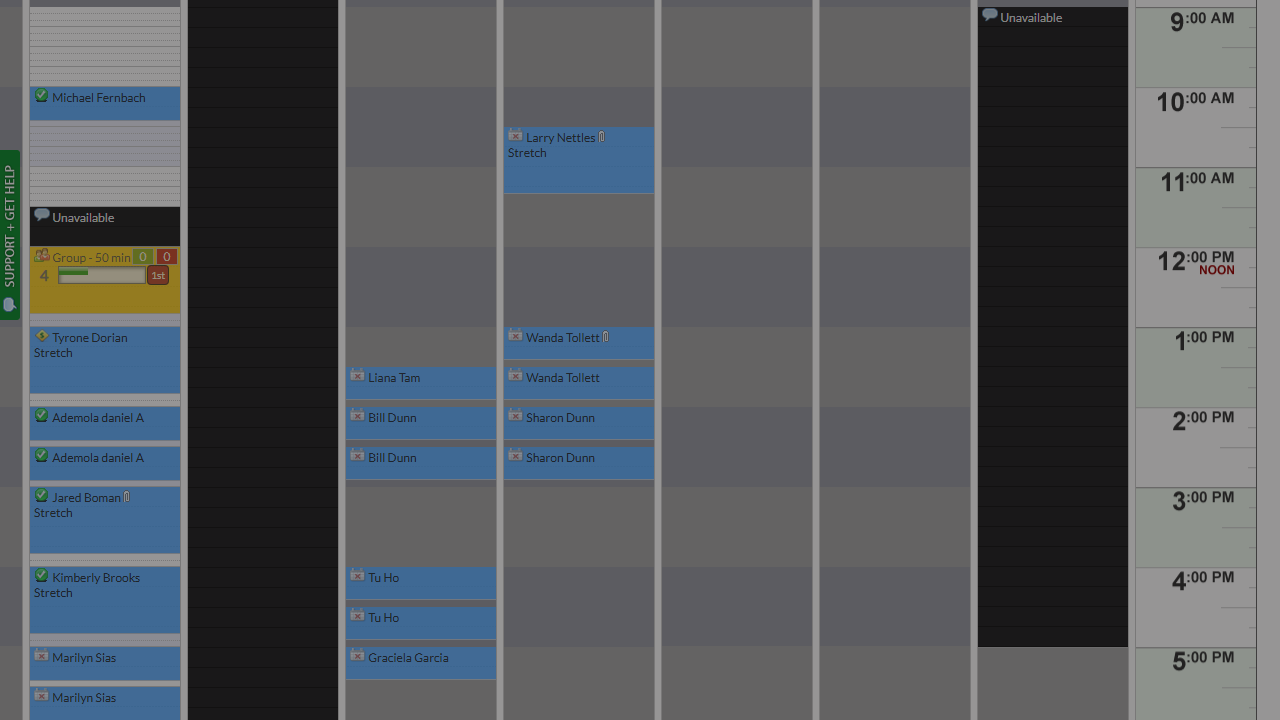 SUPPORT + GET HELP
Michael Fernbach
Unavailable
Group - 50 min 0 0
4 1st
Tyrone Dorian
Stretch
Ademola daniel A
Ademola daniel A
Jared Boman
Stretch
Kimberly Brooks
Stretch
Marilyn Sias
Marilyn Sias
Liana Tam
Bill Dunn
Bill Dunn
Tu Ho
Tu Ho
Graciela Garcia
Larry Nettles
Stretch
Wanda Tollett
Wanda Tollett
Sharon Dunn
Sharon Dunn
Unavailable
9:00 AM
10:00 AM
11:00 AM
12:00 PM
NOON
1:00 PM
2:00 PM
3:00 PM
4:00 PM
5:00 PM